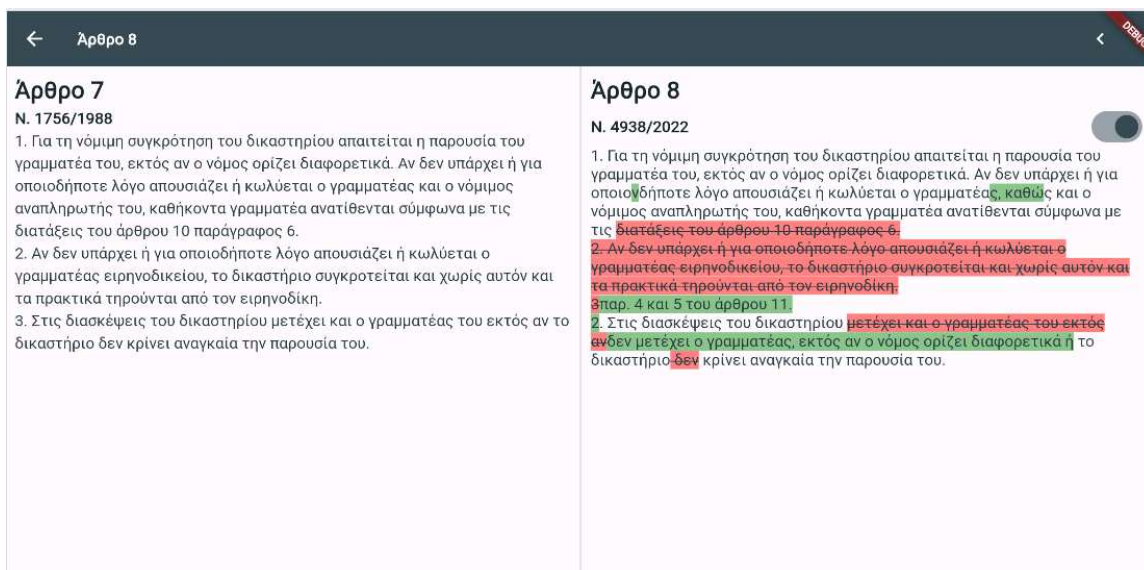 Άρθρο 8
DEBUG
Άρθρο 7
Ν. 1756/1988
1. Για τη νόμιμη συγκρότηση του δικαστηρίου απαιτείται η παρουσία του
γραμματέα του, εκτός αν ο νόμος ορίζει διαφορετικά. Αν δεν υπάρχει ή για
οποιοδήποτε λόγο απουσιάζει ή κωλύεται ο γραμματέας και ο νόμιμος
αναπληρωτής του, καθήκοντα γραμματέα ανατίθενται σύμφωνα με τις
διατάξεις του άρθρου 10 παράγραφος 6.
2. Αν δεν υπάρχει ή για οποιοδήποτε λόγο απουσιάζει ή κωλύεται ο
γραμματέας ειρηνοδικείου, το δικαστήριο συγκροτείται και χωρίς αυτόν και
τα πρακτικά τηρούνται από τον ειρηνοδίκη.
3. Στις διασκέψεις του δικαστηρίου μετέχει και ο γραμματέας του εκτός αν το
δικαστήριο δεν κρίνει αναγκαία την παρουσία του.
Άρθρο 8
Ν. 4938/2022
1. Για τη νόμιμη συγκρότηση του δικαστηρίου απαιτείται η παρουσία του
γραμματέα του, εκτός αν ο νόμος ορίζει διαφορετικά. Αν δεν υπάρχει ή για
οποιονδήποτε λόγο απουσιάζει ή κωλύεται ο γραμματέας, καθώς και ο
νόμιμος αναπληρωτής του, καθήκοντα γραμματέα ανατίθενται σύμφωνα με
τις διατάξεις του άρθρου 10 παράγραφος 6.
2. Αν δεν υπάρχει ή για οποιοδήποτε λόγο απουσιάζει ή κωλύεται ο
γραμματέας ειρηνοδικείου, το δικαστήριο συγκροτείται και χωρίς αυτόν και
τα πρακτικά τηρούνται από τον ειρηνοδίκη.
3παρ. 4 και 5 του άρθρου 11.
2. Στις διασκέψεις του δικαστηρίου μετέχει και ο γραμματέας του εκτός
ανδεν μετέχει ο γραμματέας, εκτός αν ο νόμος ορίζει διαφορετικά ή το
δικαστήριο δεν κρίνει αναγκαία την παρουσία του.